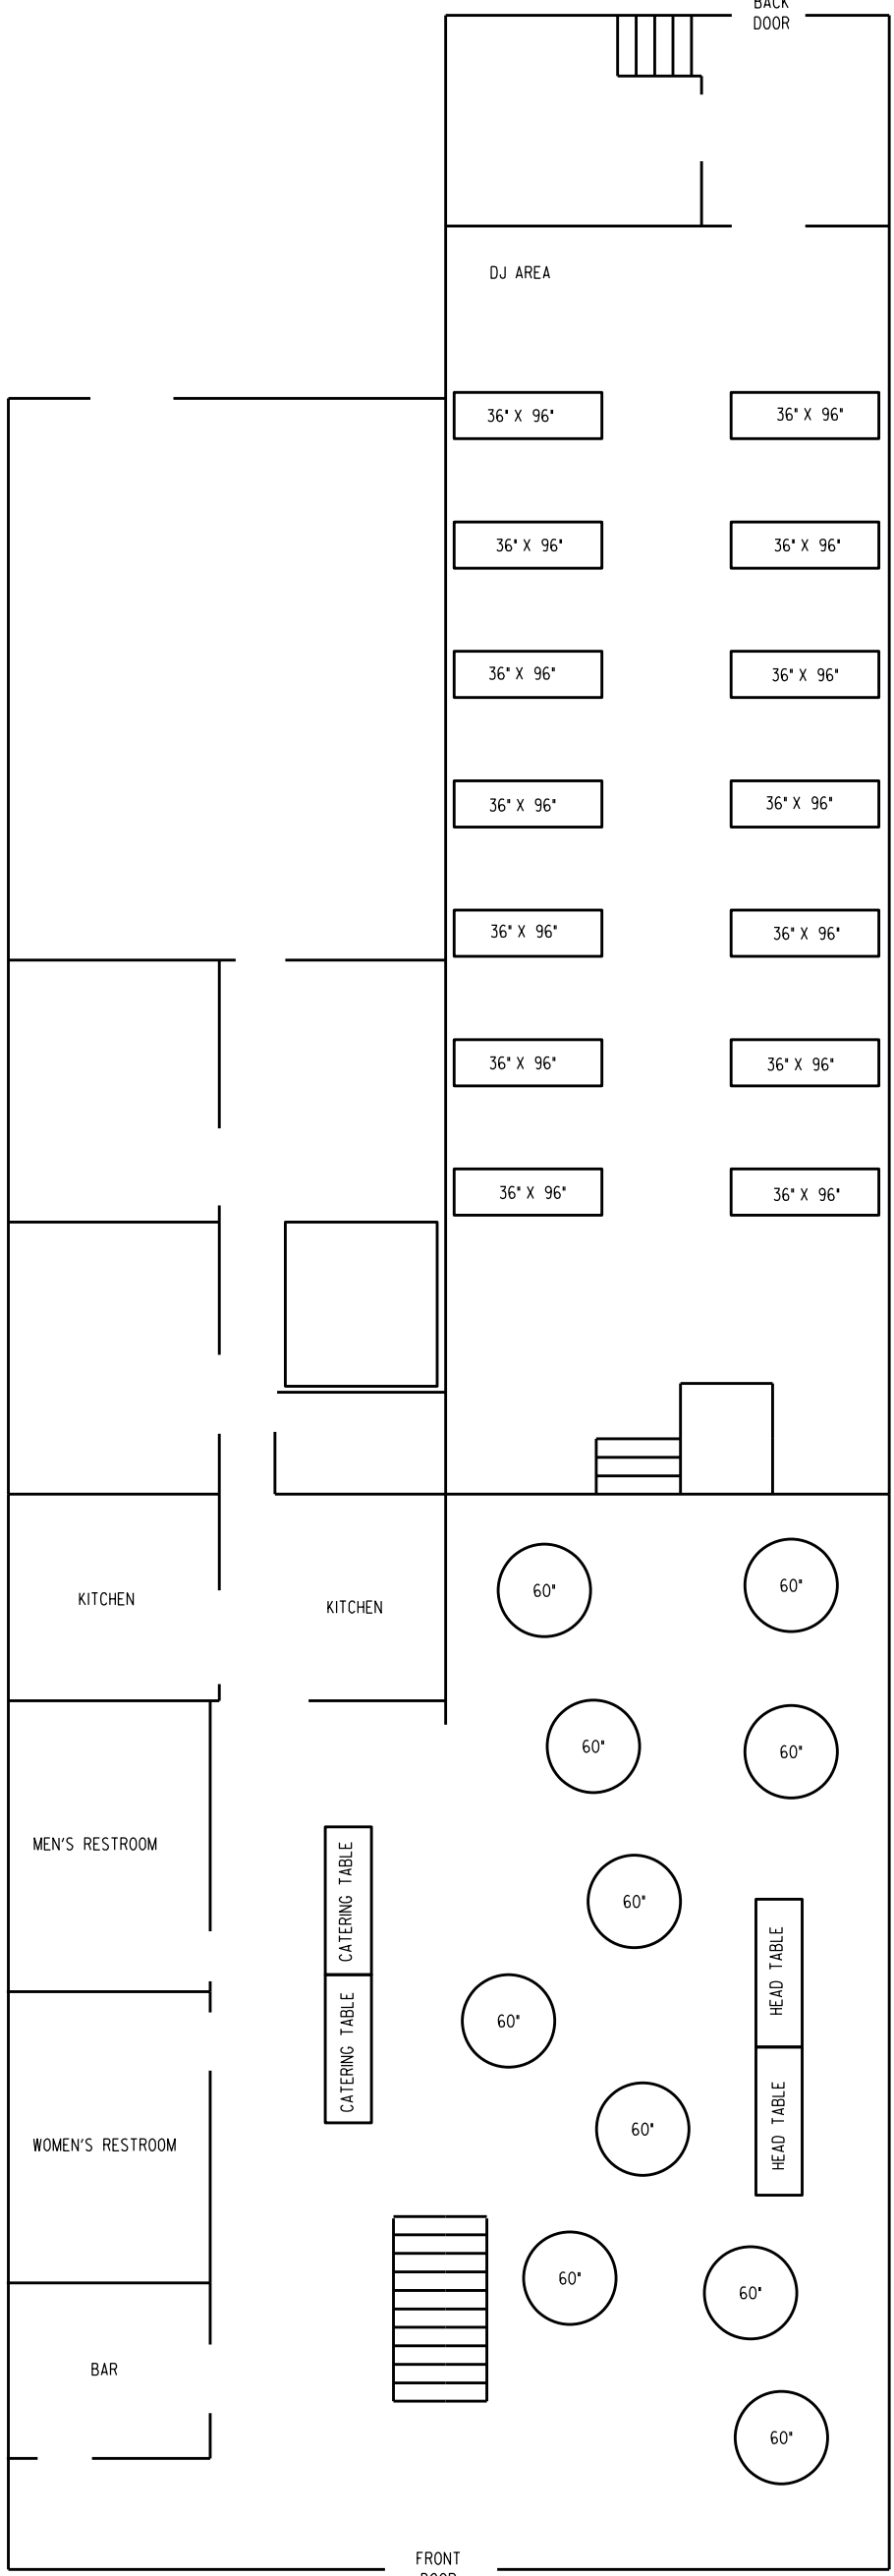 BACK
DOOR
DJ AREA
36" X 96"
36" X 96"
36" X 96"
36" X 96"
36" X 96"
36" X 96"
36" X 96"
36" X 96"
36" X 96"
36" X 96"
36" X 96"
36" X 96"
36" X 96"
36" X 96"
60"
60"
KITCHEN
KITCHEN
60"
60"
MEN'S RESTROOM
CATERING TABLE
60"
HEAD TABLE
CATERING TABLE
60"
60"
HEAD TABLE
WOMEN'S RESTROOM
60"
60"
BAR
60"
FRONT
DOOR